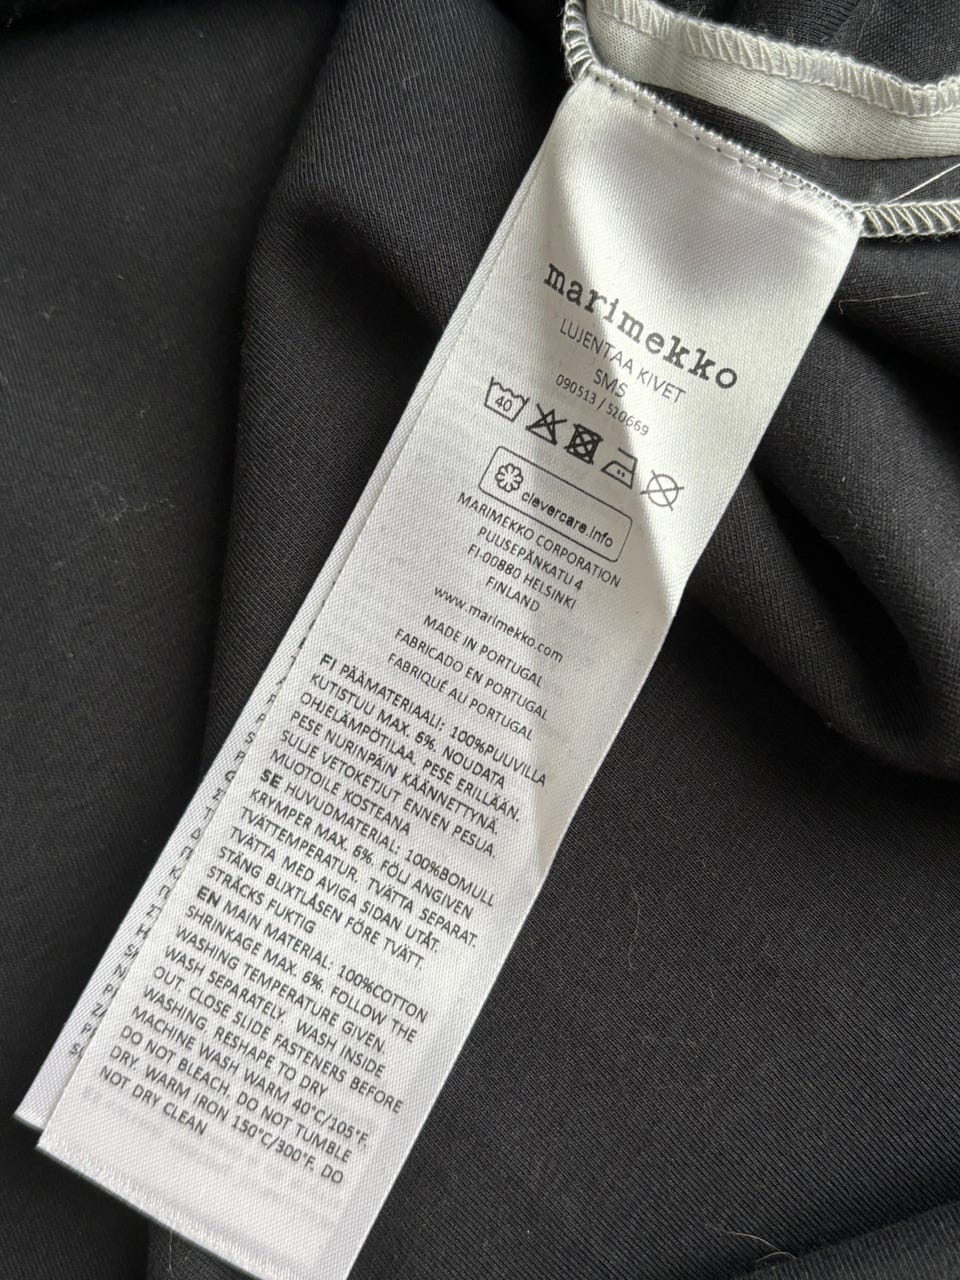 marimekko
LUJENTAA KIVET
SMS
090513 / 520669
40
clevercare.info
MARIMEKKO CORPORATION
PUUSEPÄNKATU 4
FI-00880 HELSINKI
FINLAND
www.marimekko.com
MADE IN PORTUGAL
FABRICADO EN PORTUGAL
FABRIQUÉ AU PORTUGAL
FI PÄÄMATERIAALI: 100%PUUVILLA
KUTISTUU MAX. 6%. NOUDATA
OHJELÄMPÖTILAA. PESE ERILLÄÄN.
PESE NURINPÄIN KÄÄNNETTYNÄ.
SULJE VETOKETJUT ENNEN PESUA.
MUOTOILE KOSTEANA
SE HUVUDMATERIAL: 100%BOMULL
KRYMPER MAX. 6%. FÖLJ ANGIVEN
TVÄTTEMPERATUR. TVÄTTA SEPARAT.
TVÄTTA MED AVIGA SIDAN UTÅT.
STÄNG BLIXTLÅSEN FÖRE TVÄTT.
STRÄCKS FUKTIG
EN MAIN MATERIAL: 100%COTTON
SHRINKAGE MAX. 6%. FOLLOW THE
WASHING TEMPERATURE GIVEN.
WASH SEPARATELY. WASH INSIDE
OUT. CLOSE SLIDE FASTENERS BEFORE
WASHING. RESHAPE TO DRY
MACHINE WASH WARM 40°C/105°F.
DO NOT BLEACH. DO NOT TUMBLE
DRY. WARM IRON 150°C/300°F. DO
NOT DRY CLEAN